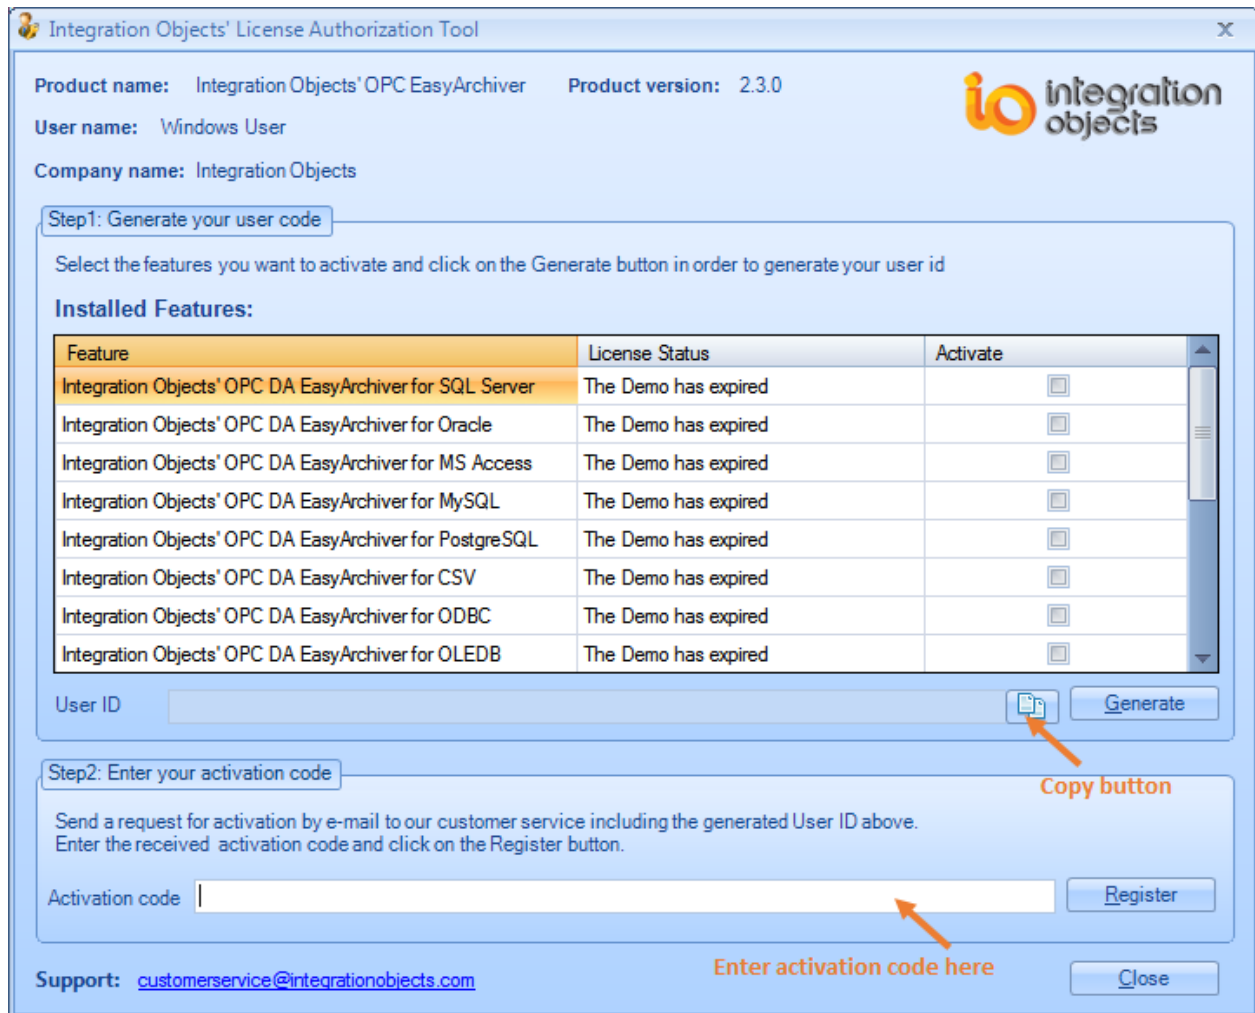 Integration Objects' License Authorization Tool
Product name: Integration Objects' OPC EasyArchiver Product version: 2.3.0
integration
objects
User name: Windows User
Company name: Integration Objects
Step1: Generate your user code
Select the features you want to activate and click on the Generate button in order to generate your user id
Installed Features:
Feature License Status Activate
Integration Objects' OPC DA EasyArchiver for SQL Server The Demo has expired
Integration Objects' OPC DA EasyArchiver for Oracle The Demo has expired
Integration Objects' OPC DA EasyArchiver for MS Access The Demo has expired
Integration Objects' OPC DA EasyArchiver for MySQL The Demo has expired
Integration Objects' OPC DA EasyArchiver for PostgreSQL The Demo has expired
Integration Objects' OPC DA EasyArchiver for CSV The Demo has expired
Integration Objects' OPC DA EasyArchiver for ODBC The Demo has expired
Integration Objects' OPC DA EasyArchiver for OLEDB The Demo has expired
User ID Generate
Copy button
Step2: Enter your activation code
Send a request for activation by e-mail to our customer service including the generated User ID above.
Enter the received activation code and click on the Register button.
Activation code Register
Enter activation code here
Support: customerservice@integrationobjects.com Close